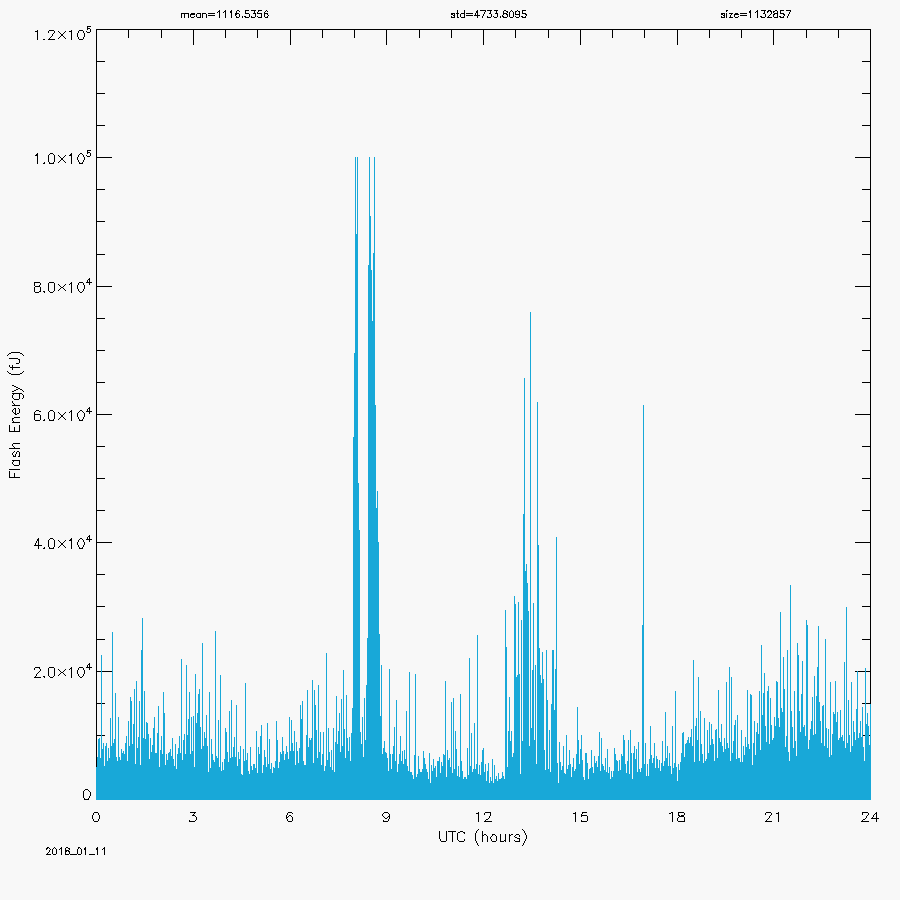 mean=1116.5356 std=4733.8095 size=1132857
1.2×10⁵
1.0×10⁵
8.0×10⁴
6.0×10⁴
4.0×10⁴
2.0×10⁴
0
Flash Energy (fJ)
0 3 6 9 12 15 18 21 24
UTC (hours)
2018_01_11